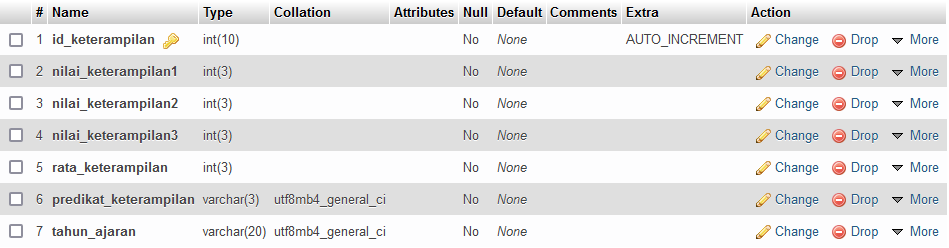 # Name Type Collation Attributes Null Default Comments Extra Action
1 id_keterampilan int(10) No None AUTO_INCREMENT Change Drop More
2 nilai_keterampilan1 int(3) No None Change Drop More
3 nilai_keterampilan2 int(3) No None Change Drop More
4 nilai_keterampilan3 int(3) No None Change Drop More
5 rata_keterampilan int(3) No None Change Drop More
6 predikat_keterampilan varchar(3) utf8mb4_general_ci No None Change Drop More
7 tahun_ajaran varchar(20) utf8mb4_general_ci No None Change Drop More